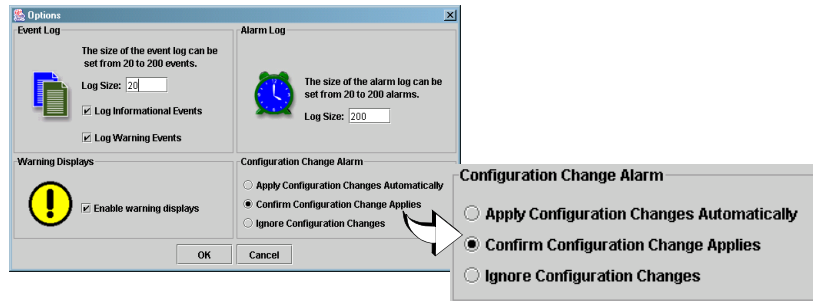 Options
Event Log
The size of the event log can be
set from 20 to 200 events.
Log Size: 20
Log Informational Events
Log Warning Events
Alarm Log
The size of the alarm log can be
set from 20 to 200 alarms.
Log Size: 200
Warning Displays
Enable warning displays
Configuration Change Alarm
Apply Configuration Changes Automatically
Confirm Configuration Change Applies
Ignore Configuration Changes
OK
Cancel
Configuration Change Alarm
Apply Configuration Changes Automatically
Confirm Configuration Change Applies
Ignore Configuration Changes